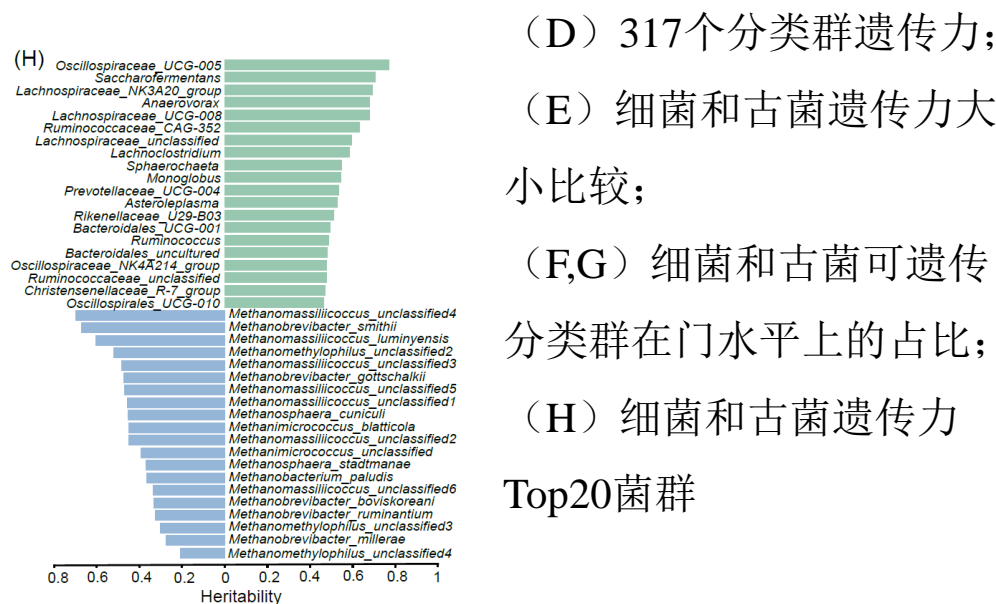 (H)
Oscillospiraceae_UCG-005
Saccharofermentans
Lachnospiraceae_NK3A20_group
Anaerovorax
Lachnospiraceae_UCG-008
Ruminococcaceae_CAG-352
Lachnospiraceae_unclassified
Lachnoclostridium
Sphaerochaeta
Monoglobus
Prevotellaceae_UCG-004
Asteroleplasma
Rikenellaceae_U29-B03
Bacteroidales_UCG-001
Ruminococcus
Bacteroidales_uncultured
Oscillospiraceae_NK4A214_group
Ruminococcaceae_unclassified
Christensenellaceae_R-7_group
Oscillospirales_UCG-010
Methanomassiliicoccus_unclassified4
Methanobrevibacter_smithii
Methanomassiliicoccus_luminyensis
Methanomethylophilus_unclassified2
Methanomassiliicoccus_unclassified3
Methanobrevibacter_gottschalkii
Methanomassiliicoccus_unclassified5
Methanomassiliicoccus_unclassified1
Methanosphaera_cuniculi
Methanimicrococcus_blatticola
Methanomassiliicoccus_unclassified2
Methanimicrococcus_unclassified
Methanosphaera_stadtmanae
Methanobacterium_paludis
Methanomassiliicoccus_unclassified6
Methanobrevibacter_boviskoreani
Methanobrevibacter_ruminantium
Methanomethylophilus_unclassified3
Methanobrevibacter_millerae
Methanomethylophilus_unclassified4
0.8 0.6 0.4 0.2 0 0.2 0.4 0.6 0.8 1
Heritability
（D）317个分类群遗传力；
（E）细菌和古菌遗传力大
小比较；
（F,G）细菌和古菌可遗传
分类群在门水平上的占比；
（H）细菌和古菌遗传力
Top20菌群